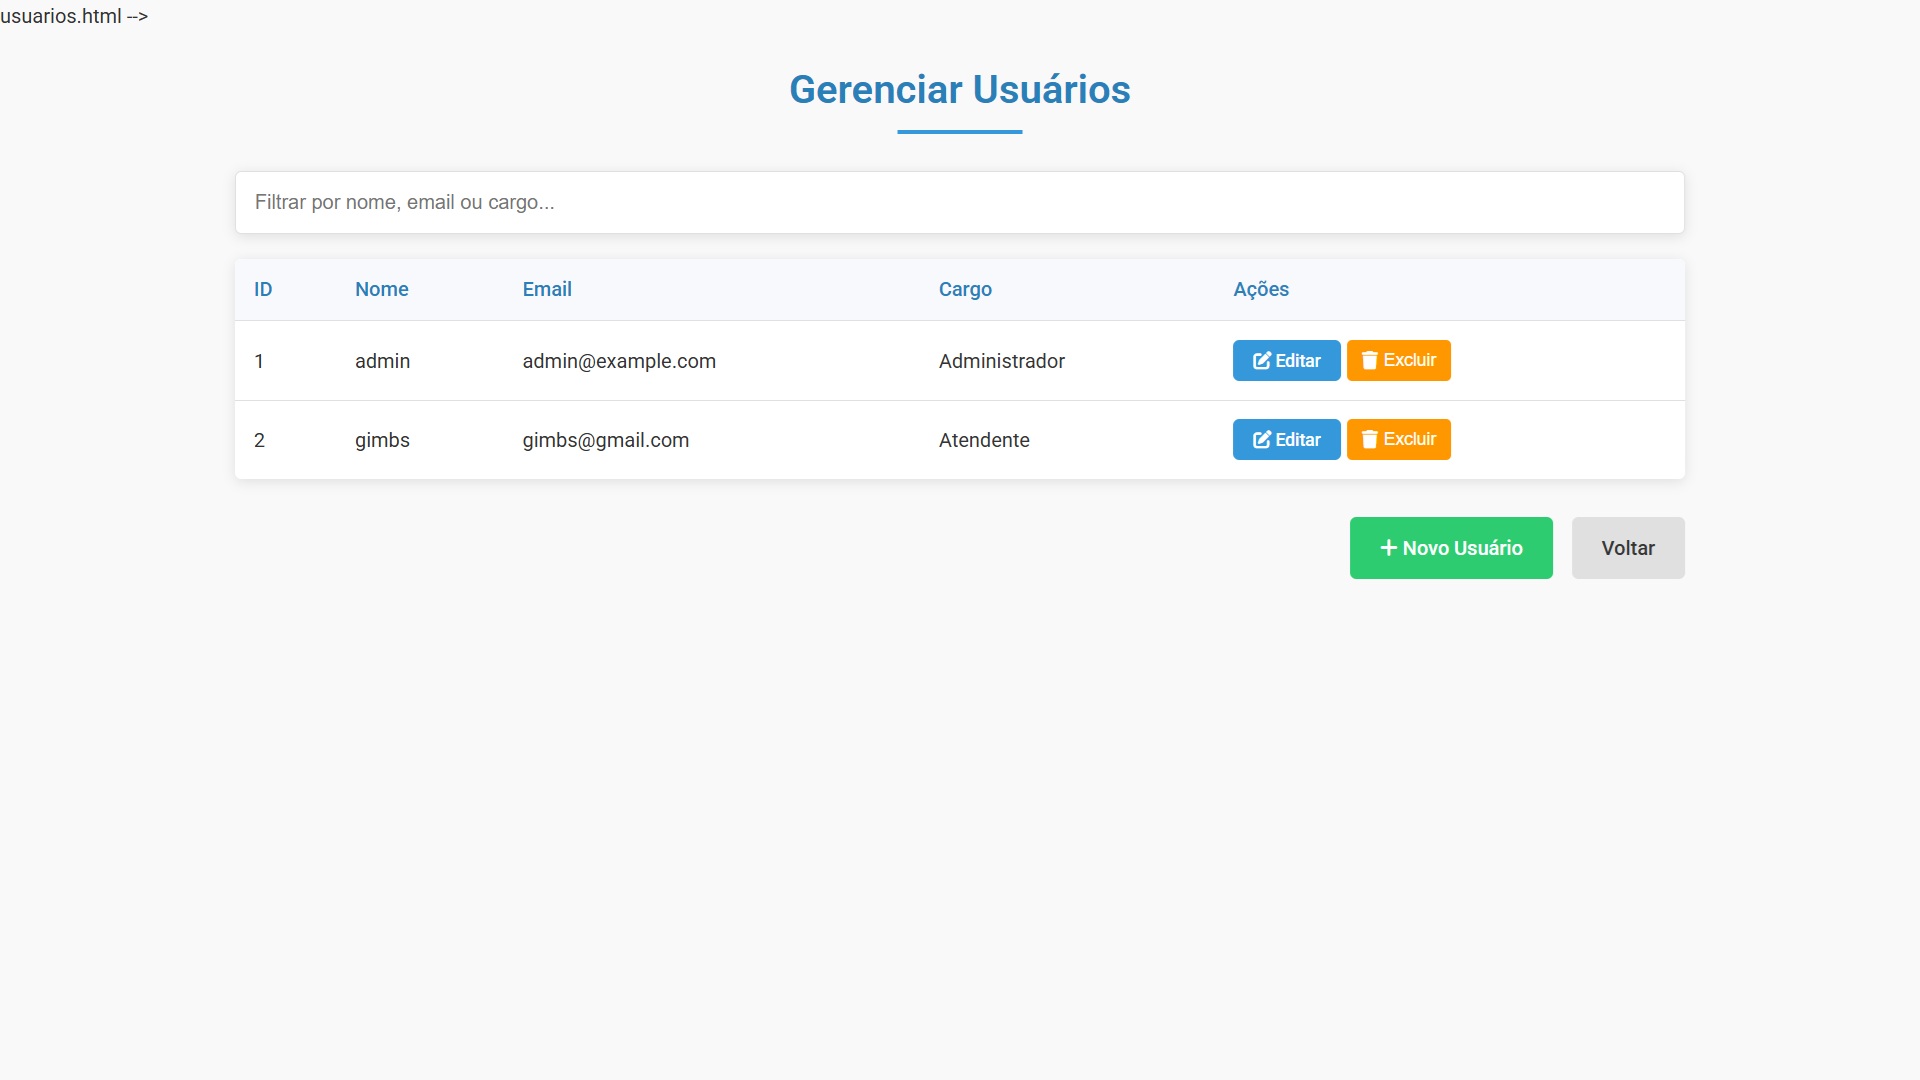 usuarios.html -->
Gerenciar Usuários
Filtrar por nome, email ou cargo...
ID Nome Email Cargo Ações
1 admin admin@example.com Administrador Editar Excluir
2 gimbs gimbs@gmail.com Atendente Editar Excluir
+ Novo Usuário Voltar